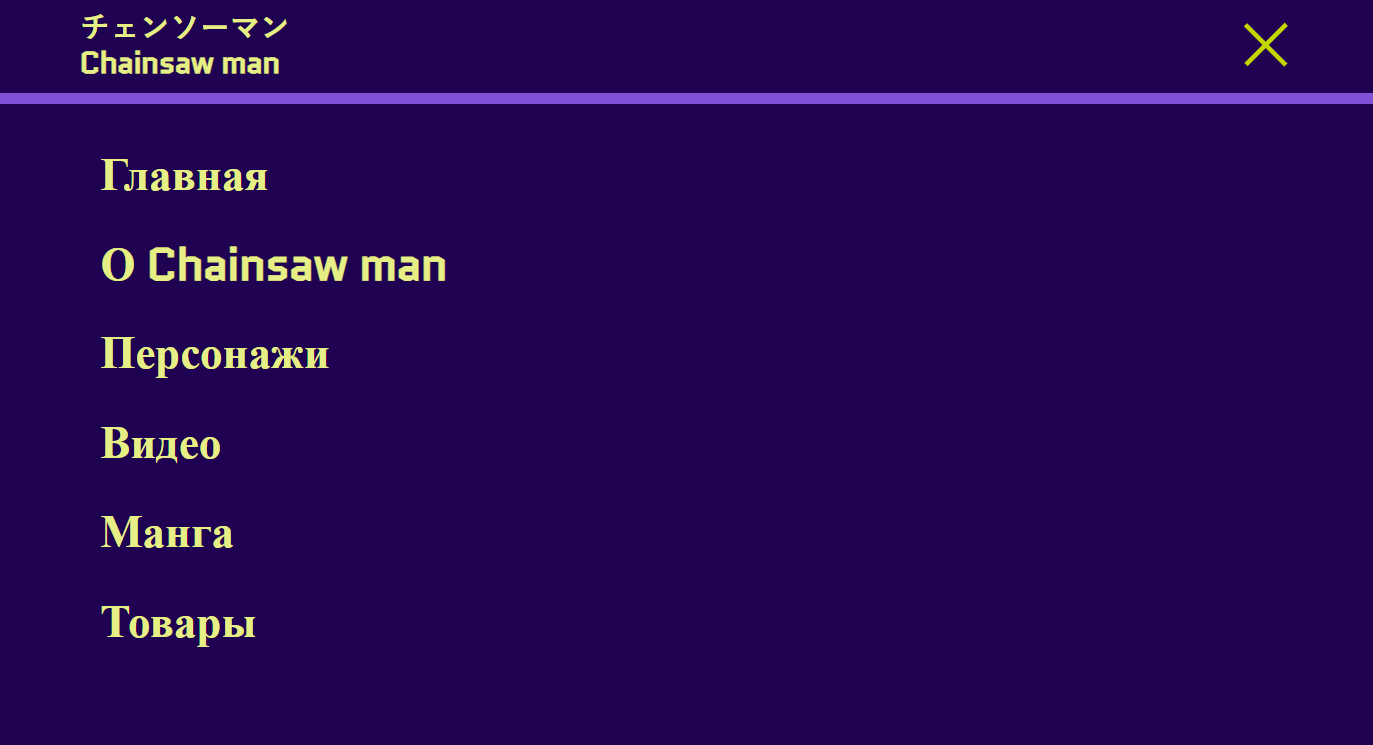 チェンソーマン
Chainsaw man
Главная
О Chainsaw man
Персонажи
Видео
Манга
Товары